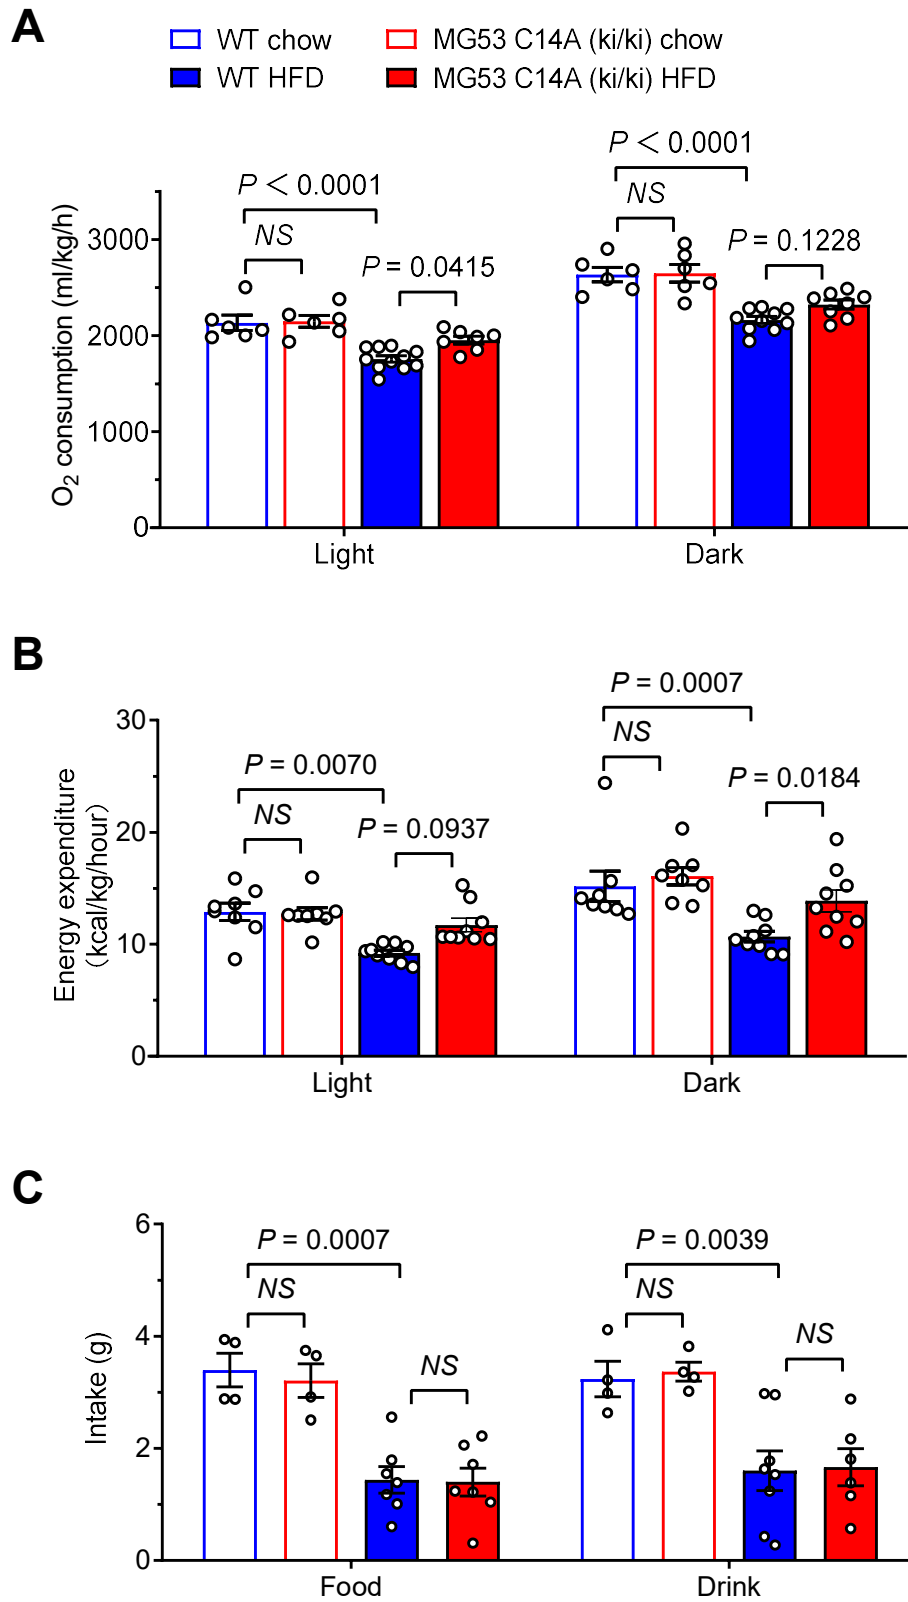 A
WT chow
MG53 C14A (ki/ki) chow
WT HFD
MG53 C14A (ki/ki) HFD
O2 consumption (ml/kg/h)
3000
2000
1000
0
P < 0.0001
NS
P = 0.0415
P < 0.0001
NS
P = 0.1228
Light
Dark
B
Energy expenditure
(kcal/kg/hour)
30
20
10
0
P = 0.0070
NS
P = 0.0937
P = 0.0007
NS
P = 0.0184
Light
Dark
C
Intake (g)
6
4
2
0
P = 0.0007
NS
NS
P = 0.0039
NS
NS
Food
Drink